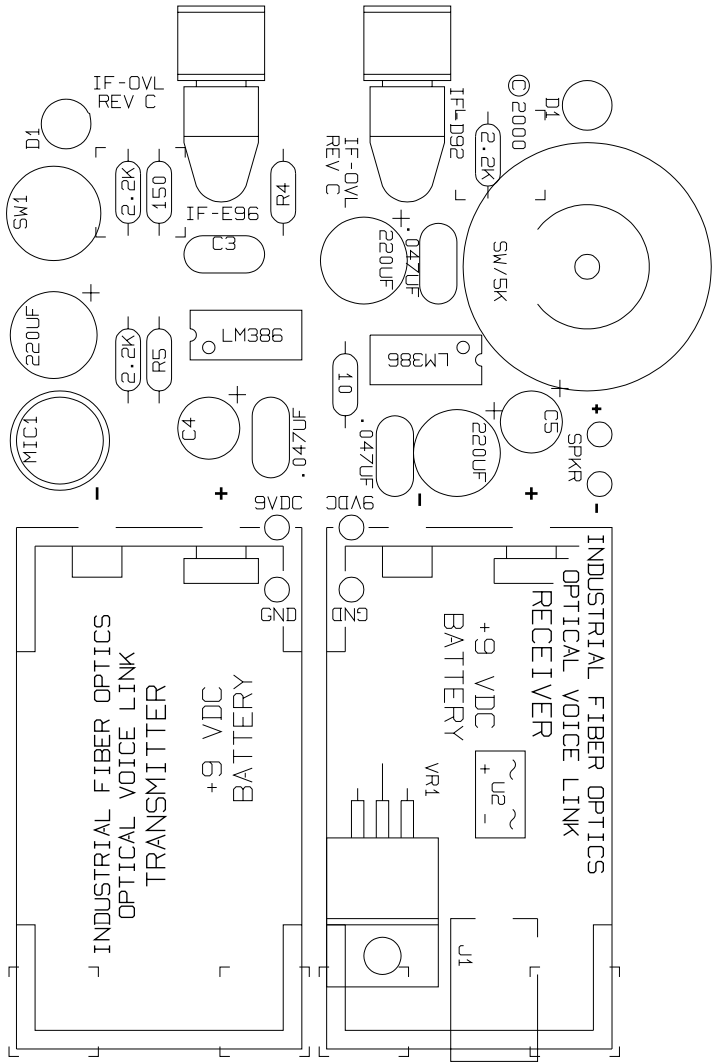 IF-OVL
REV C
D1
SW1
2.2K
150
IF-E96
R4
C3
+
220UF
2.2K
R5
LM386
MIC1
C4
+
.047UF
-
+
9VDC
GND
INDUSTRIAL FIBER OPTICS
OPTICAL VOICE LINK
TRANSMITTER
+9 VDC
BATTERY
IF-D92
© 2000
D1
2.2K
IF-OVL
REV C
+
220UF
.047UF
SW/5K
LM386
10
.047UF
+
220UF
+
C5
+
SPKR
-
-
+
9VDC
GND
INDUSTRIAL FIBER OPTICS
OPTICAL VOICE LINK
RECEIVER
+9 VDC
BATTERY
VR1
~ ~
U2
+ -
J1